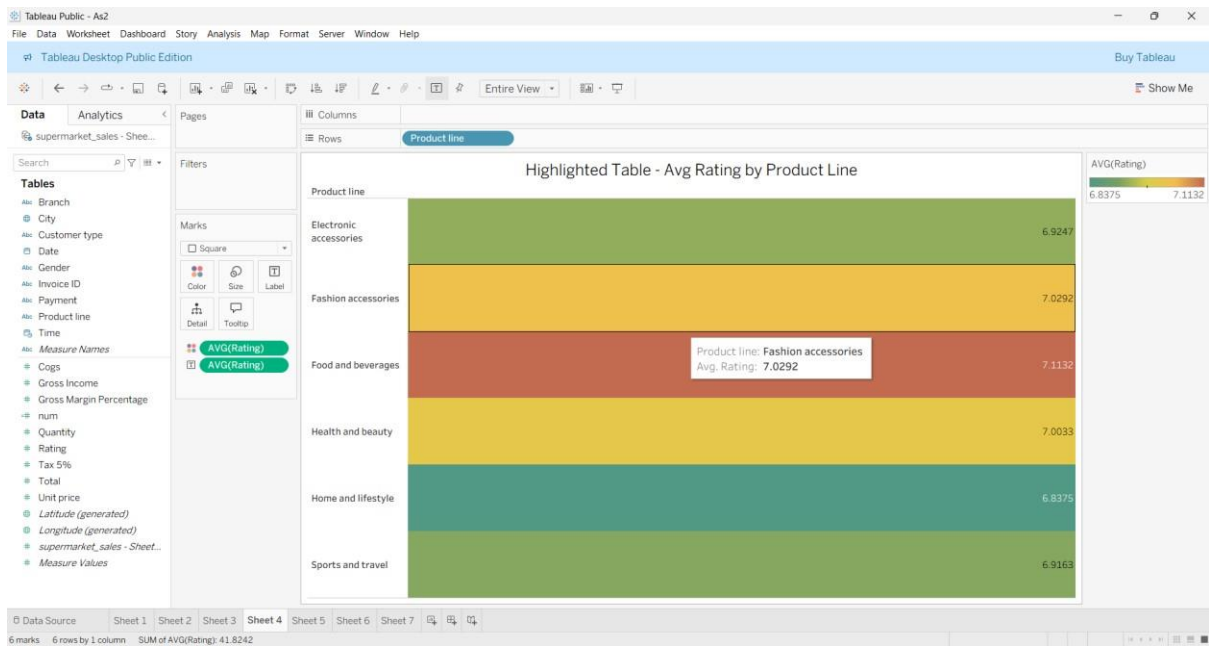 Tableau Public - As2
File Data Worksheet Dashboard Story Analysis Map Format Server Window Help
Tableau Desktop Public Edition
Buy Tableau
Entire View
Show Me
Data Analytics
supermarket_sales - Shee...
Search
Tables
Abc Branch
City
Abc Customer type
Date
Abc Gender
Abc Invoice ID
Abc Payment
Abc Product line
Time
Abc Measure Names
# Cogs
# Gross Income
# Gross Margin Percentage
=# num
# Quantity
# Rating
# Tax 5%
# Total
# Unit price
Latitude (generated)
Longitude (generated)
# supermarket_sales - Sheet...
# Measure Values
Pages
Filters
Marks
Square
Color Size Label
Detail Tooltip
AVG(Rating)
AVG(Rating)
Columns
Rows Product line
Highlighted Table - Avg Rating by Product Line
Product line
Electronic
accessories
6.9247
Fashion accessories 7.0292
Product line: Fashion accessories
Avg. Rating: 7.0292
Food and beverages 7.1132
Health and beauty 7.0033
Home and lifestyle 6.8375
Sports and travel 6.9163
AVG(Rating)
6.8375 7.1132
Data Source Sheet 1 Sheet 2 Sheet 3 Sheet 4 Sheet 5 Sheet 6 Sheet 7
6 marks 6 rows by 1 column SUM of AVG(Rating): 41.8242